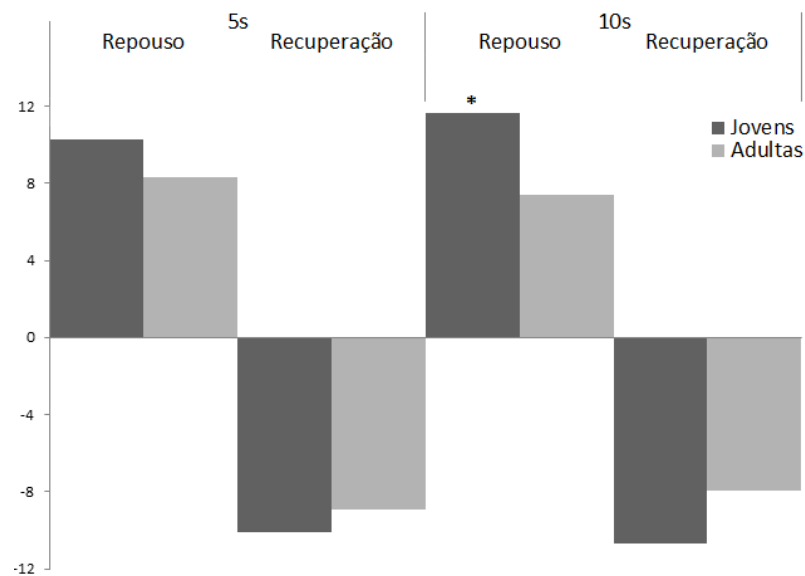 5s 10s
Repouso Recuperação Repouso Recuperação
12
*
Jovens
Adultas
8
4
0
-4
-8
-12